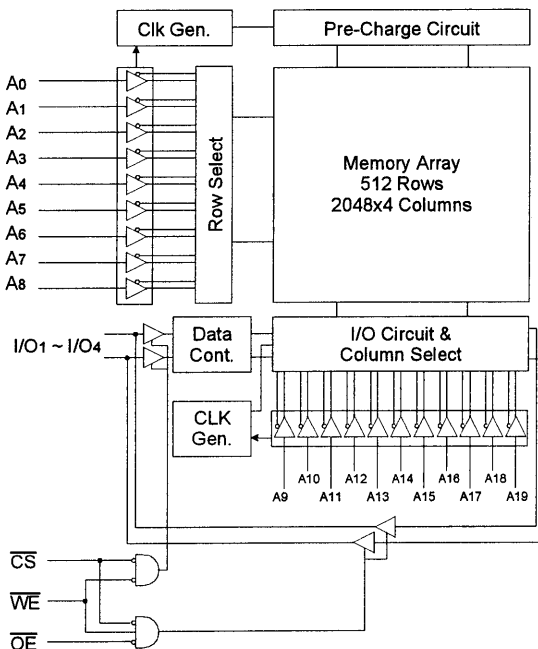 Clk Gen.
Pre-Charge Circuit
A0
A1
A2
A3
A4
A5
A6
A7
A8
Row Select
Memory Array
512 Rows
2048x4 Columns
I/O1 ~ I/O4
Data
Cont.
I/O Circuit &
Column Select
CLK
Gen.
A10 A12 A14 A16 A18
A9 A11 A13 A15 A17 A19
CS
WE
OE